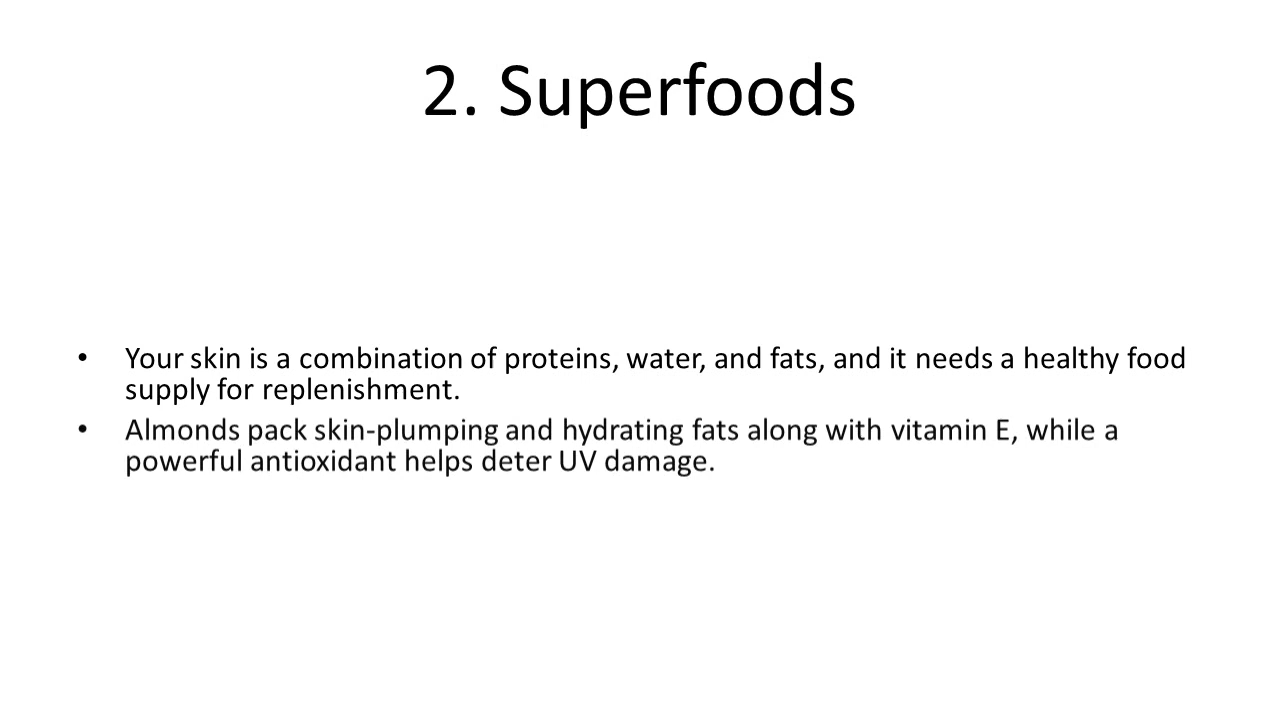 2. Superfoods
• Your skin is a combination of proteins, water, and fats, and it needs a healthy food
supply for replenishment.
• Almonds pack skin-plumping and hydrating fats along with vitamin E, while a
powerful antioxidant helps deter UV damage.